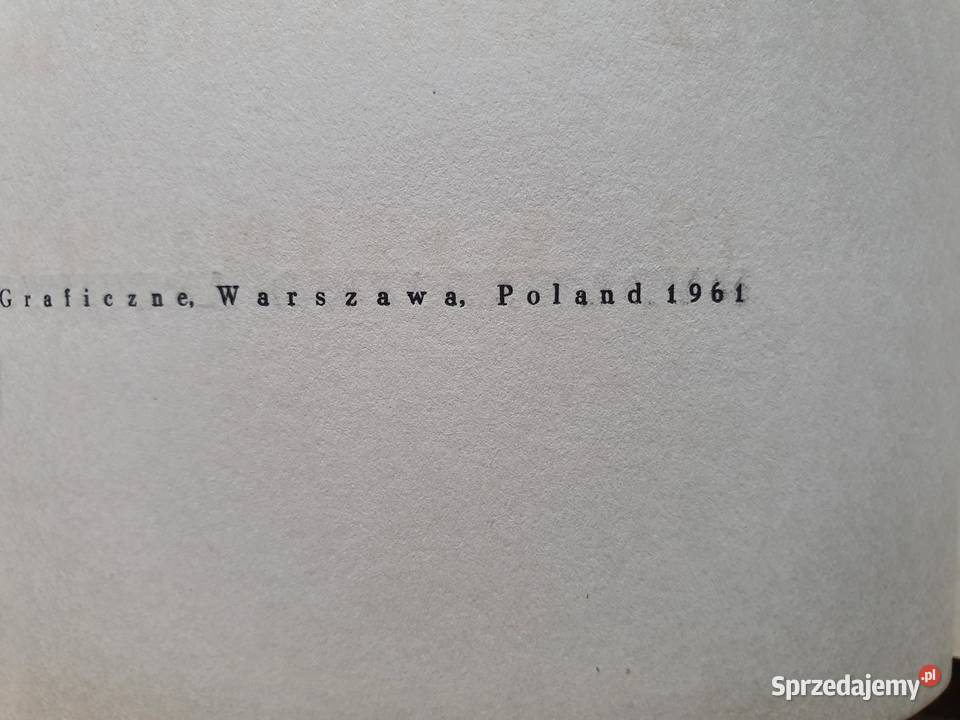 Graficzne, Warszawa, Poland 1961
Sprzedajemy.pl